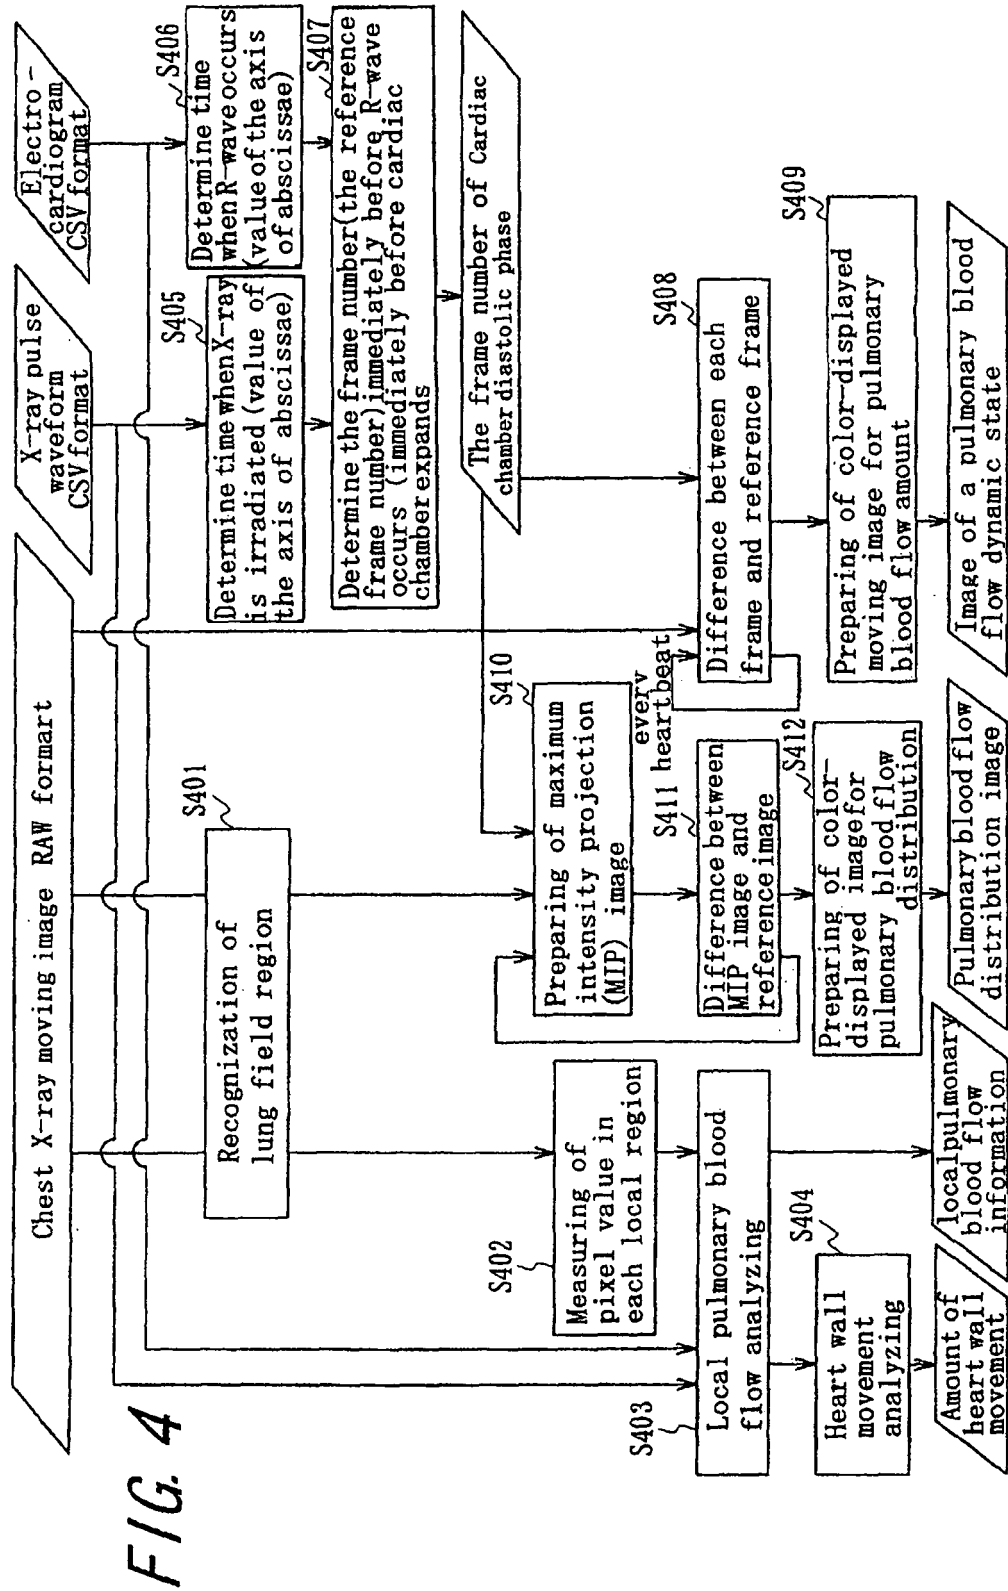 FIG. 4
Chest X-ray moving image RAW formart
X-ray pulse
waveform
CSV format
Electro-
cardiogram
CSV format
S401
Recognization of
lung field region
S405
Determine time when X-ray
is irradiated (value of
the axis of abscissae)
S406
Determine time
when R-wave occurs
(value of the axis
of abscissae)
S407
Determine the frame number(the reference
frame number)immediately before R-wave
occurs (immediately before cardiac
chamber expands
The frame number of Cardiac
chamber diastolic phase
S402
Measuring of
pixel value in
each local region
S410
Preparing of maximum
intensity projection
(MIP) image
every
heartbeat
S403
Local pulmonary blood
flow analyzing
S411
Difference between
MIP image and
reference image
S408
Difference between each
frame and reference frame
S404
Heart wall
movement
analyzing
S412
Preparing of color-
displayed imagefor
pulmonary blood flow
distribution
S409
Preparing of color-displayed
moving image for pulmonary
blood flow amount
Amount of
heart wall
movement
localpulmonary
blood flow
information
Pulmonary blood flow
distribution image
Image of a pulmonary blood
flow dynamic state